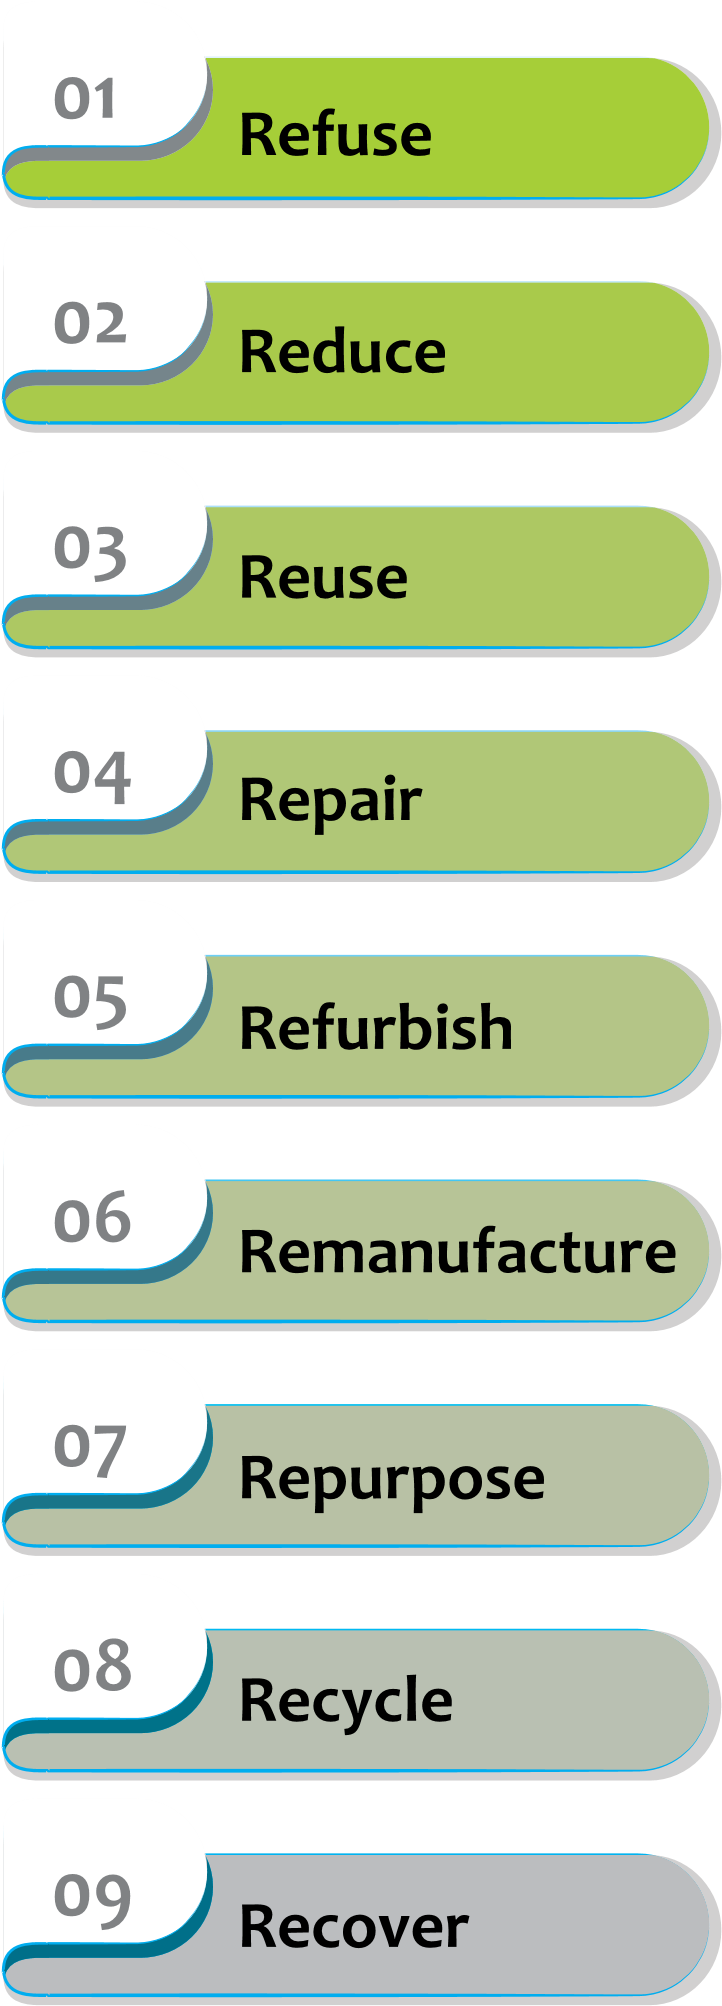 01
Refuse
02
Reduce
03
Reuse
04
Repair
05
Refurbish
06
Remanufacture
07
Repurpose
08
Recycle
09
Recover